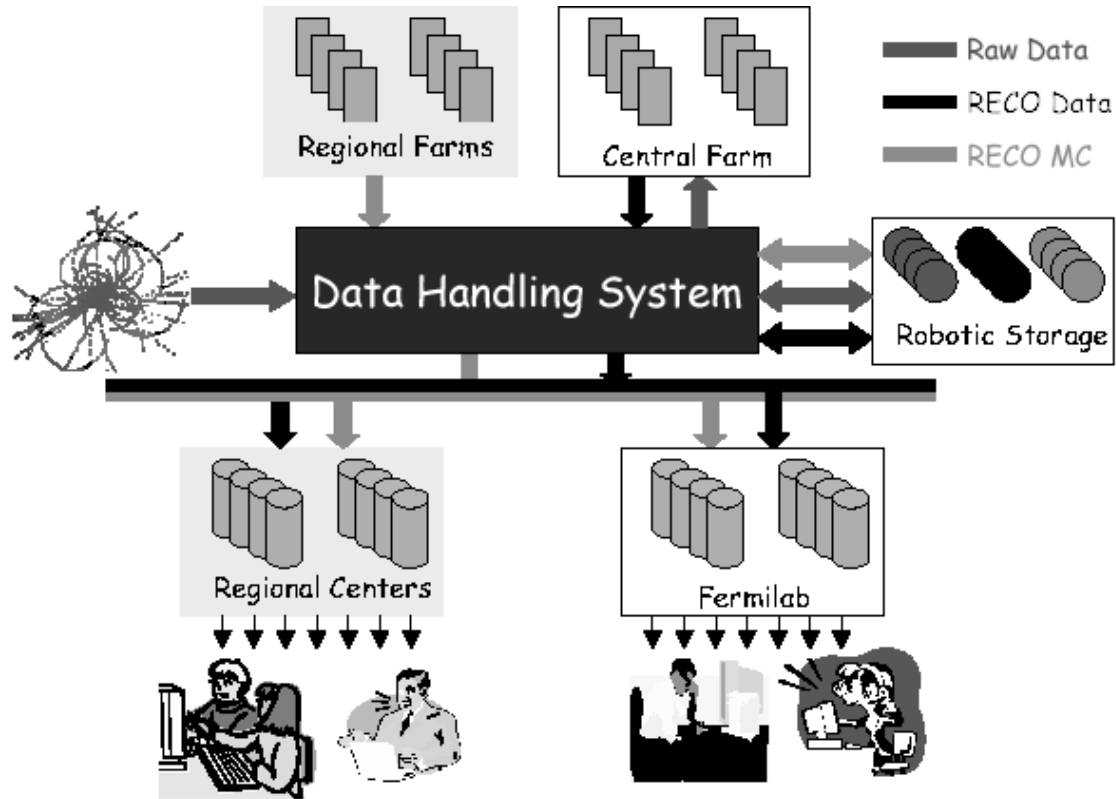 Regional Farms
Central Farm
Raw Data
RECO Data
RECO MC
Data Handling System
Robotic Storage
Regional Centers
Fermilab